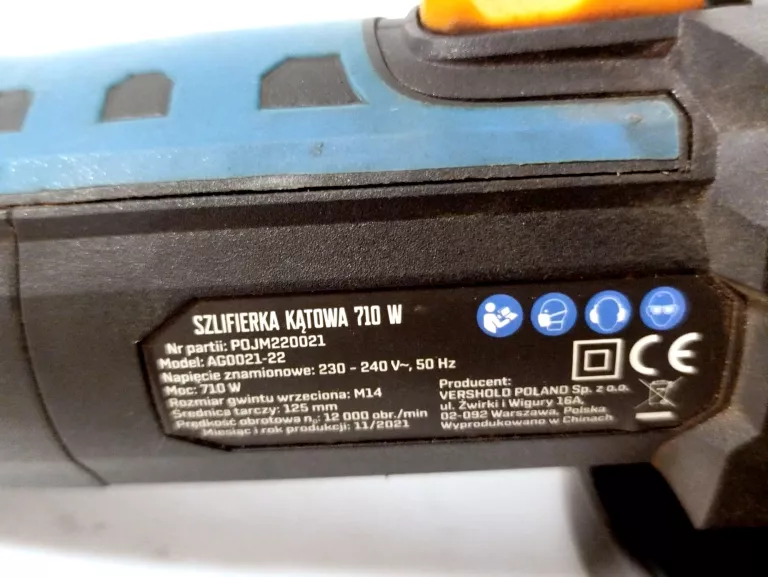 SZLIFIERKA KĄTOWA 710 W
Nr partii: POJM220021
Model: AG0021-22
Napięcie znamionowe: 230 - 240 V~, 50 Hz
Moc: 710 W
Rozmiar gwintu wrzeciona: M14
Średnica tarczy: 125 mm
Prędkość obrotowa n₀: 12 000 obr./min
Miesiąc i rok produkcji: 11/2021
CE
Producent:
VERSHOLD POLAND Sp. z o.o.
ul. Żwirki i Wigury 16A,
02-092 Warszawa, Polska
Wyprodukowano w Chinach.